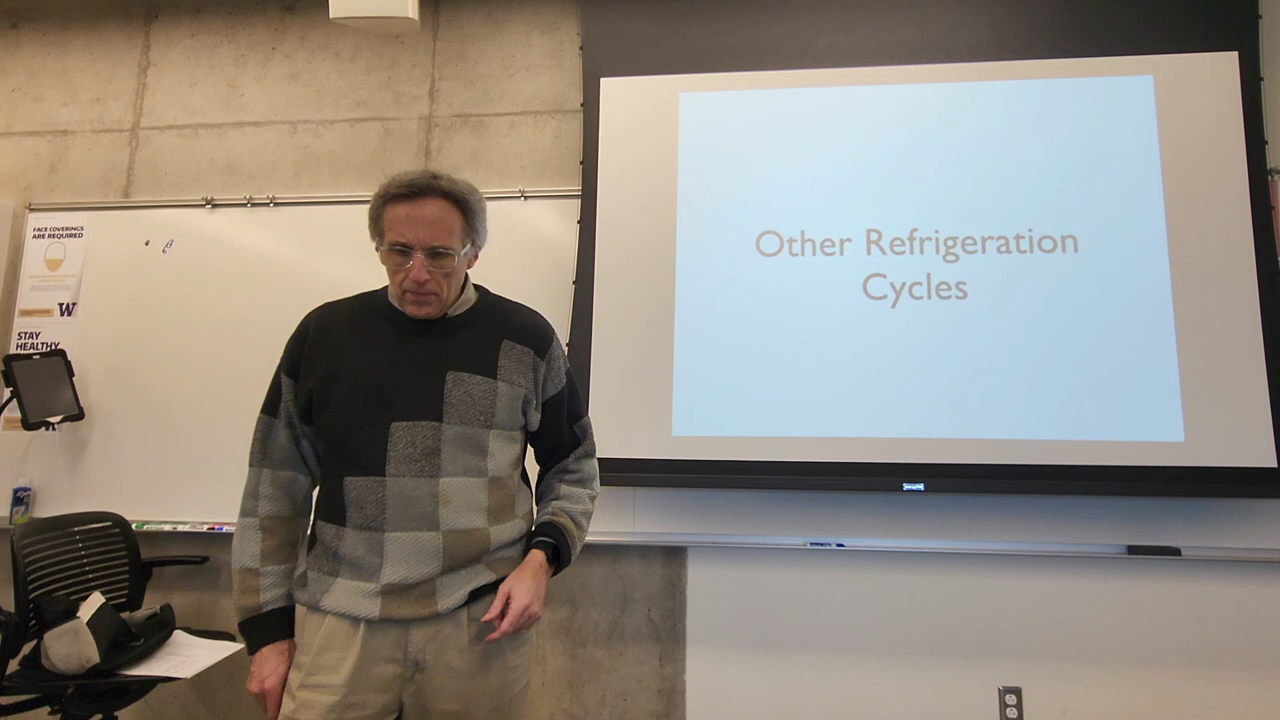 FACE COVERINGS
ARE REQUIRED
W
STAY
HEALTHY
Other Refrigeration
Cycles